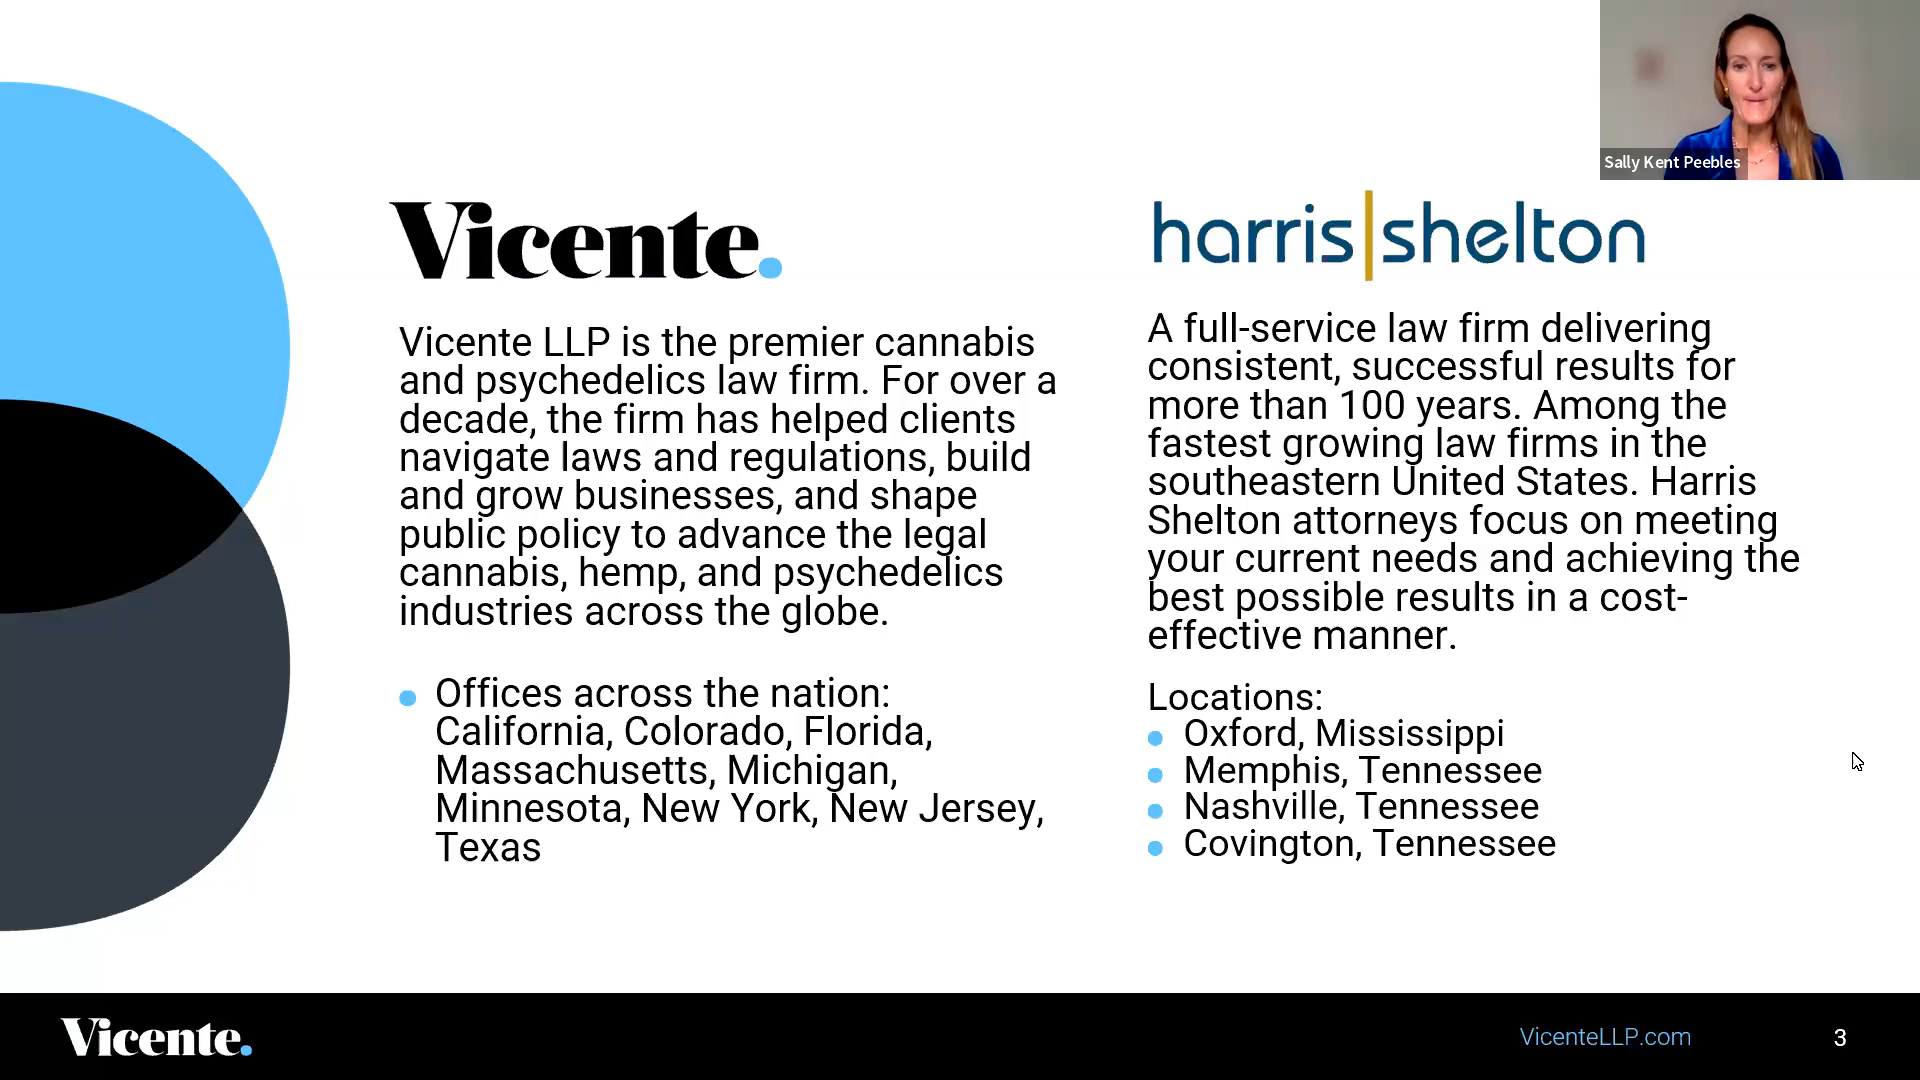 Sally Kent Peebles
Vicente.
Vicente LLP is the premier cannabis
and psychedelics law firm. For over a
decade, the firm has helped clients
navigate laws and regulations, build
and grow businesses, and shape
public policy to advance the legal
cannabis, hemp, and psychedelics
industries across the globe.
Offices across the nation:
California, Colorado, Florida,
Massachusetts, Michigan,
Minnesota, New York, New Jersey,
Texas
harris|shelton
A full-service law firm delivering
consistent, successful results for
more than 100 years. Among the
fastest growing law firms in the
southeastern United States. Harris
Shelton attorneys focus on meeting
your current needs and achieving the
best possible results in a cost-
effective manner.
Locations:
Oxford, Mississippi
Memphis, Tennessee
Nashville, Tennessee
Covington, Tennessee
Vicente.
VicenteLLP.com
3